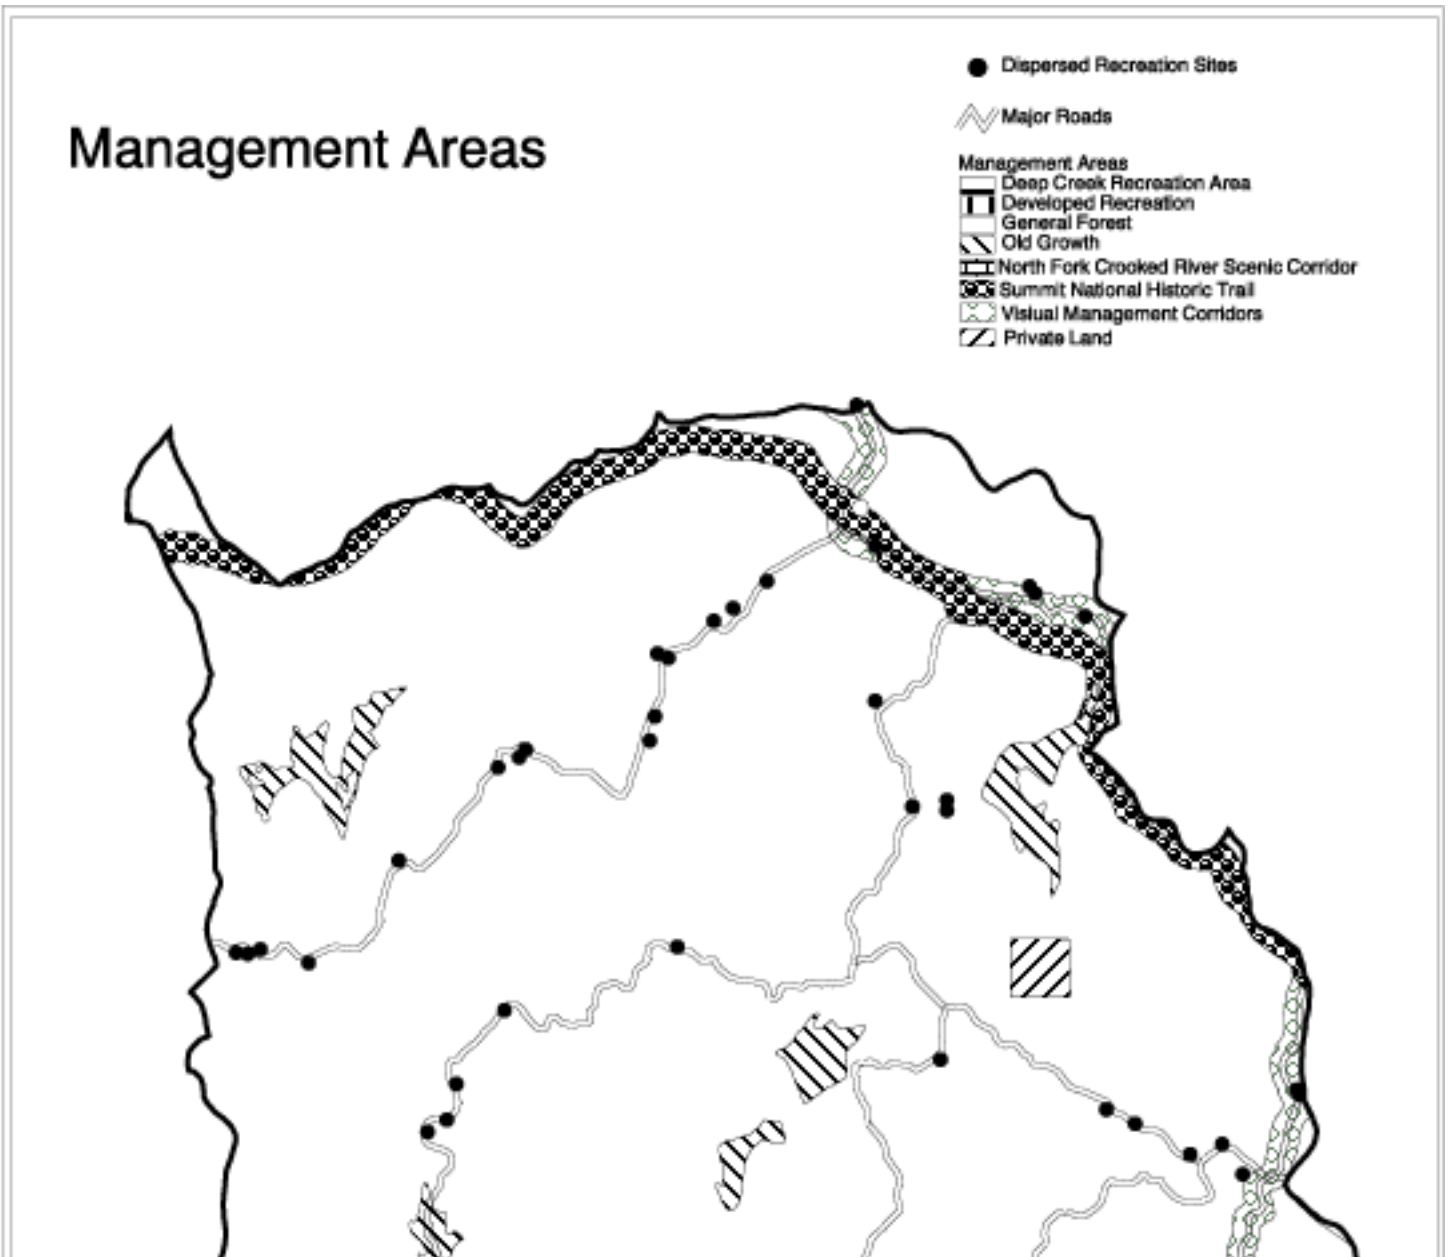 Management Areas
Dispersed Recreation Sites
Major Roads
Management Areas
Deep Creek Recreation Area
Developed Recreation
General Forest
Old Growth
North Fork Crooked River Scenic Corridor
Summit National Historic Trail
Visiual Management Corridors
Private Land